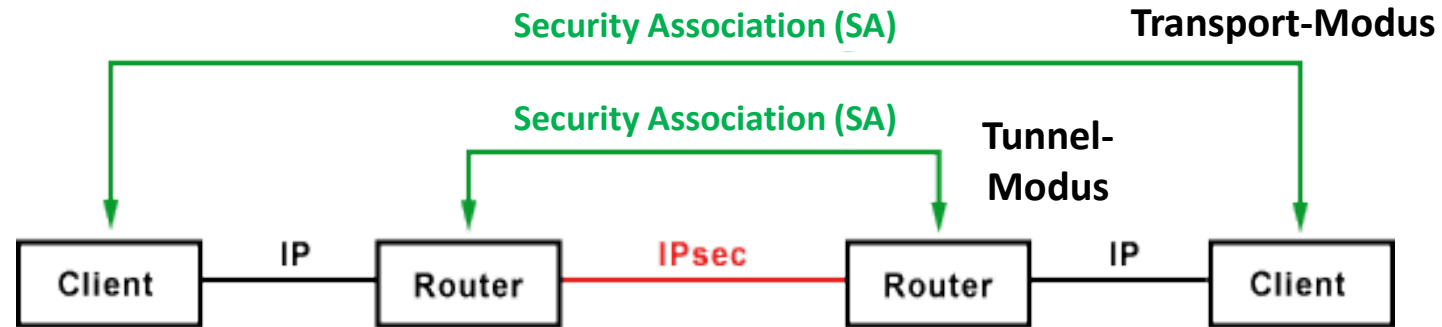 Security Association (SA)
Transport-Modus
Security Association (SA)
Tunnel-
Modus
IP
IPsec
IP
Client
Router
Router
Client